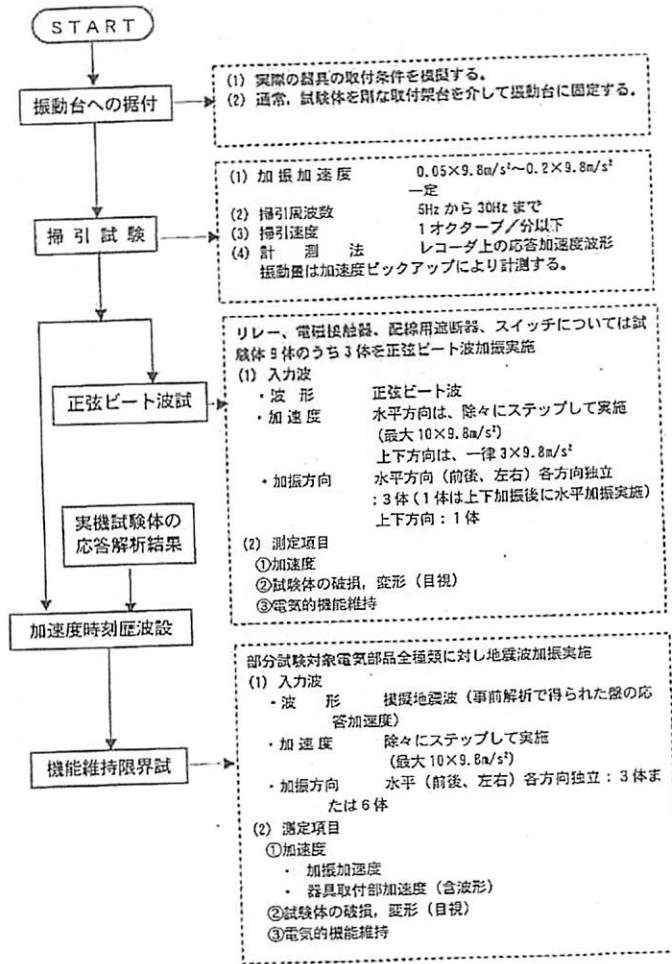 START
振動台への据付
(1) 実際の器具の取付条件を模擬する。
(2) 通常，試験体を剛な取付架台を介して振動台に固定する。
掃引試験
(1) 加振加速度 0.05×9.8m/s²～0.2×9.8m/s²
一定
(2) 掃引周波数 5Hz から 30Hz まで
(3) 掃引速度 1オクターブ／分以下
(4) 計測法 レコーダ上の応答加速度波形
振動量は加速度ピックアップにより計測する。
正弦ビート波試
リレー、電磁接触器、配線用遮断器、スイッチについては試
験体9体のうち3体を正弦ビート波加振実施
(1) 入力波
・波形 正弦ビート波
・加速度 水平方向は、除々にステップして実施
(最大 10×9.8m/s²)
上下方向は、一律 3×9.8m/s²
・加振方向 水平方向（前後、左右）各方向独立
：3体（1体は上下加振後に水平加振実施）
上下方向：1体
(2) 測定項目
①加速度
②試験体の破損，変形（目視）
③電気的機能維持
実機試験体の
応答解析結果
加速度時刻歴波設
機能維持限界試
部分試験対象電気部品全種類に対し地震波加振実施
(1) 入力波
・波形 模擬地震波（事前解析で得られた盤の応
答加速度）
・加速度 除々にステップして実施
(最大 10×9.8m/s²)
・加振方向 水平（前後、左右）各方向独立：3体ま
たは6体
(2) 測定項目
①加速度
・ 加振加速度
・ 器具取付部加速度（含波形）
②試験体の破損，変形（目視）
③電気的機能維持